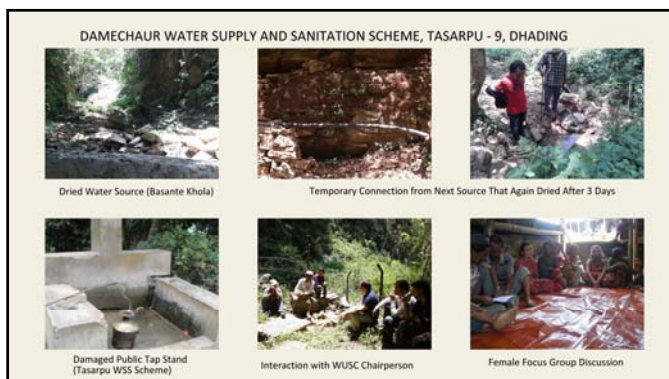 DAMECHAUR WATER SUPPLY AND SANITATION SCHEME, TASARPU - 9, DHADING
Dried Water Source (Basante Khola)
Temporary Connection from Next Source That Again Dried After 3 Days
Damaged Public Tap Stand
(Tasarpu WSS Scheme)
Interaction with WUSC Chairperson
Female Focus Group Discussion